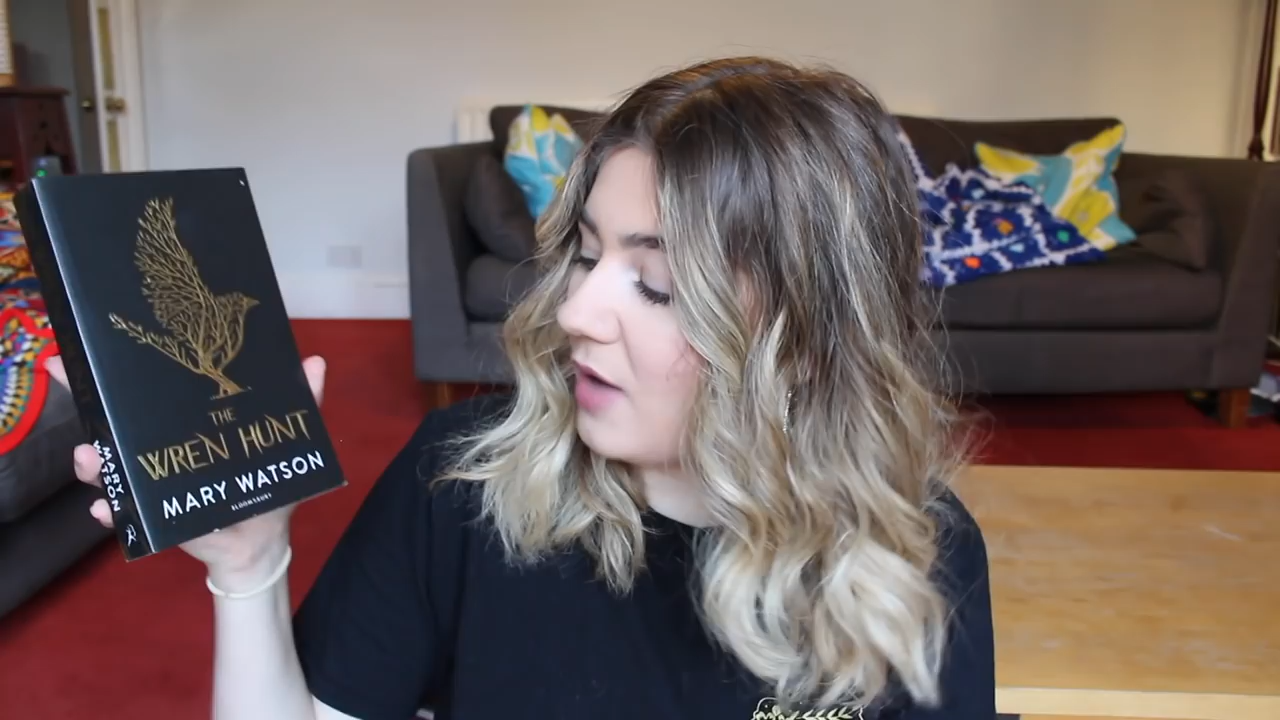 THE
WREN HUNT
MARY WATSON
BLOOMSBURY
MARY
WATSON